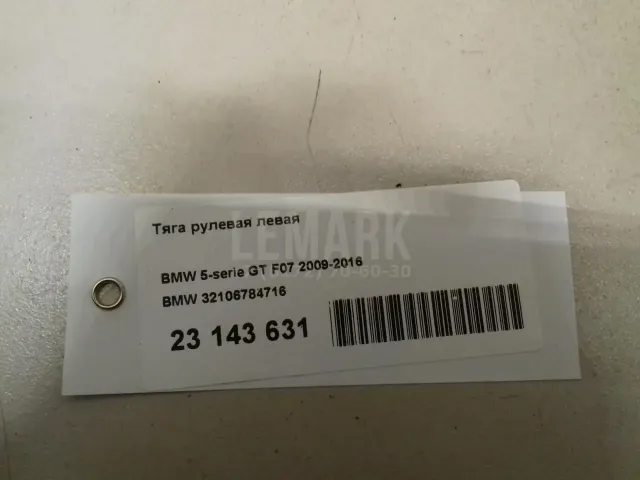 Тяга рулевая левая
LEMARK
BMW 5-serie GT F07 2009-2016
BMW 32106784716
23 143 631